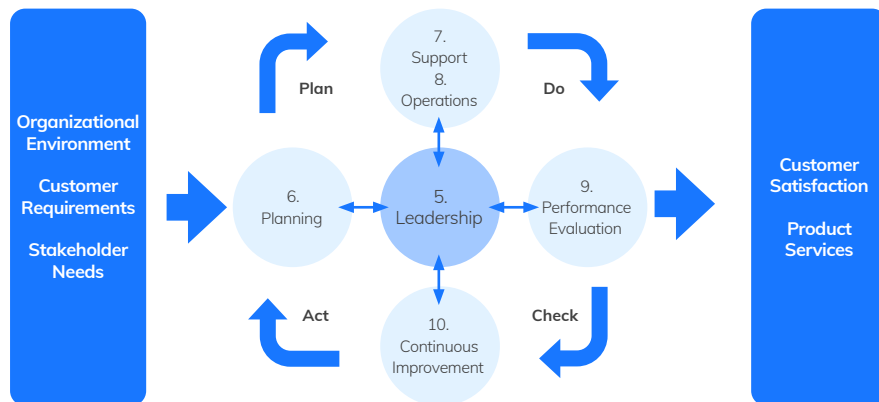 Organizational
Environment
Customer
Requirements
Stakeholder
Needs
Plan
7.
Support
8.
Operations
Do
6.
Planning
5.
Leadership
9.
Performance
Evaluation
Act
10.
Continuous
Improvement
Check
Customer
Satisfaction
Product
Services